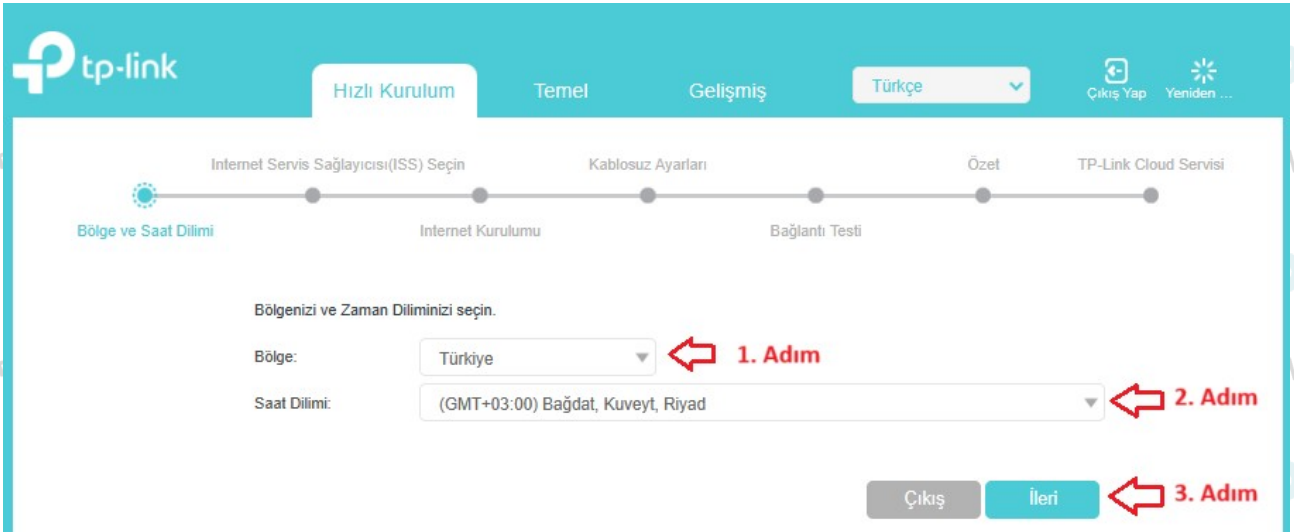 tp-link
Hızlı Kurulum Temel Gelişmiş Türkçe Çıkış Yap Yeniden ...
Internet Servis Sağlayıcısı(ISS) Seçin Kablosuz Ayarları Özet TP-Link Cloud Servisi
Bölge ve Saat Dilimi Internet Kurulumu Bağlantı Testi
Bölgenizi ve Zaman Diliminizi seçin.
Bölge: Türkiye 1. Adım
Saat Dilimi: (GMT+03:00) Bağdat, Kuveyt, Riyad 2. Adım
Çıkış İleri 3. Adım